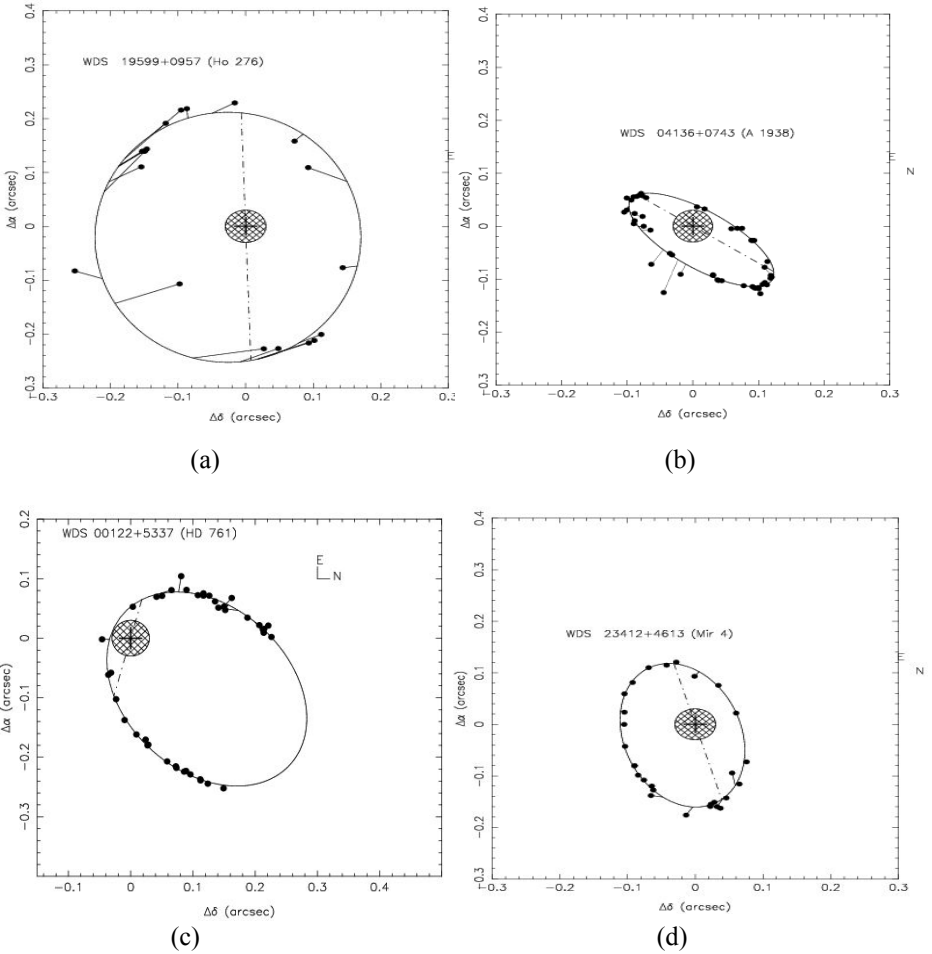 WDS 19599+0957 (Ho 276)
0.4
0.3
0.2
0.1
0
−0.1
−0.2
−0.3
Δα (arcsec)
−0.3 −0.2 −0.1 0 0.1 0.2 0.3
Δδ (arcsec)
(a)
WDS 04136+0743 (A 1938)
0.4
0.3
0.2
0.1
0
−0.1
−0.2
−0.3
Δα (arcsec)
E
N
−0.3 −0.2 −0.1 0 0.1 0.2 0.3
Δδ (arcsec)
(b)
WDS 00122+5337 (HD 761)
E
N
0.2
0.1
0
−0.1
−0.2
−0.3
Δα (arcsec)
−0.1 0 0.1 0.2 0.3 0.4
Δδ (arcsec)
(c)
WDS 23412+4613 (Mlr 4)
0.4
0.3
0.2
0.1
0
−0.1
−0.2
−0.3
Δα (arcsec)
E
N
−0.3 −0.2 −0.1 0 0.1 0.2 0.3
Δδ (arcsec)
(d)